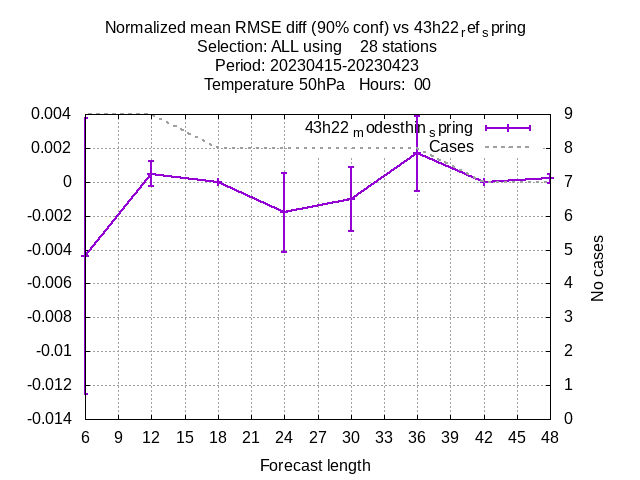 Normalized mean RMSE diff (90% conf) vs 43h22refspring
Selection: ALL using 28 stations
Period: 20230415-20230423
Temperature 50hPa Hours: 00
43h22modesthinspring
Cases
0.004
0.002
0
-0.002
-0.004
-0.006
-0.008
-0.01
-0.012
-0.014
9
8
7
6
5
4
3
2
1
0
No cases
6 9 12 15 18 21 24 27 30 33 36 39 42 45 48
Forecast length